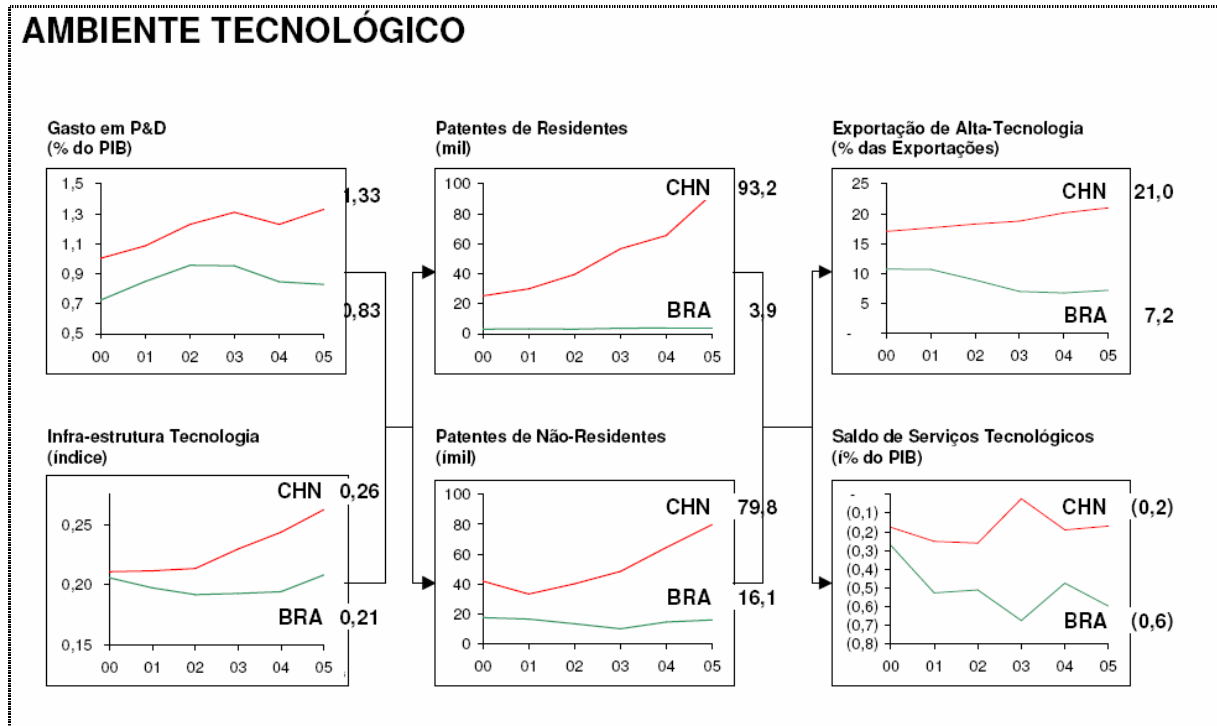 AMBIENTE TECNOLÓGICO
Gasto em P&D
(% do PIB)
1,5
1,3
1,1
0,9
0,7
0,5
00 01 02 03 04 05
1,33
0,83
Patentes de Residentes
(mil)
100
80
60
40
20
0
00 01 02 03 04 05
CHN 93,2
BRA 3,9
Exportação de Alta-Tecnologia
(% das Exportações)
25
20
15
10
5
-
00 01 02 03 04 05
CHN 21,0
BRA 7,2
Infra-estrutura Tecnologia
(índice)
0,25
0,20
0,15
00 01 02 03 04 05
CHN 0,26
BRA 0,21
Patentes de Não-Residentes
(ímil)
100
80
60
40
20
0
00 01 02 03 04 05
CHN 79,8
BRA 16,1
Saldo de Serviços Tecnológicos
(í% do PIB)
-
(0,1)
(0,2)
(0,3)
(0,4)
(0,5)
(0,6)
(0,7)
(0,8)
00 01 02 03 04 05
CHN (0,2)
BRA (0,6)